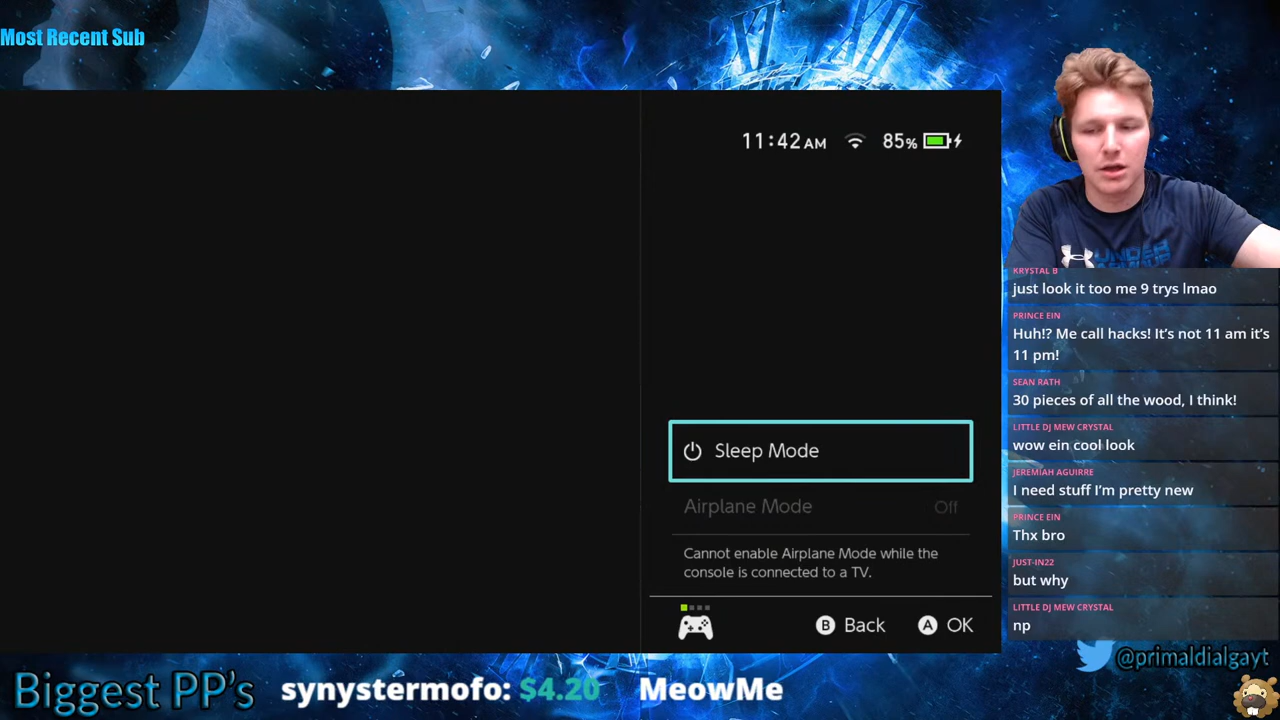 Most Recent Sub
11:42 AM 85%
Sleep Mode
Airplane Mode Off
Cannot enable Airplane Mode while the
console is connected to a TV.
B Back A OK
UNDER
KRYSTAL B
just look it too me 9 trys lmao
PRINCE EIN
Huh!? Me call hacks! It’s not 11 am it’s
11 pm!
SEAN RATH
30 pieces of all the wood, I think!
LITTLE DJ MEW CRYSTAL
wow ein cool look
JEREMIAH AGUIRRE
I need stuff I’m pretty new
PRINCE EIN
Thx bro
JUST-IN22
but why
LITTLE DJ MEW CRYSTAL
np
@primaldialgayt
Biggest PP's synystermofo: $4.20 MeowMe